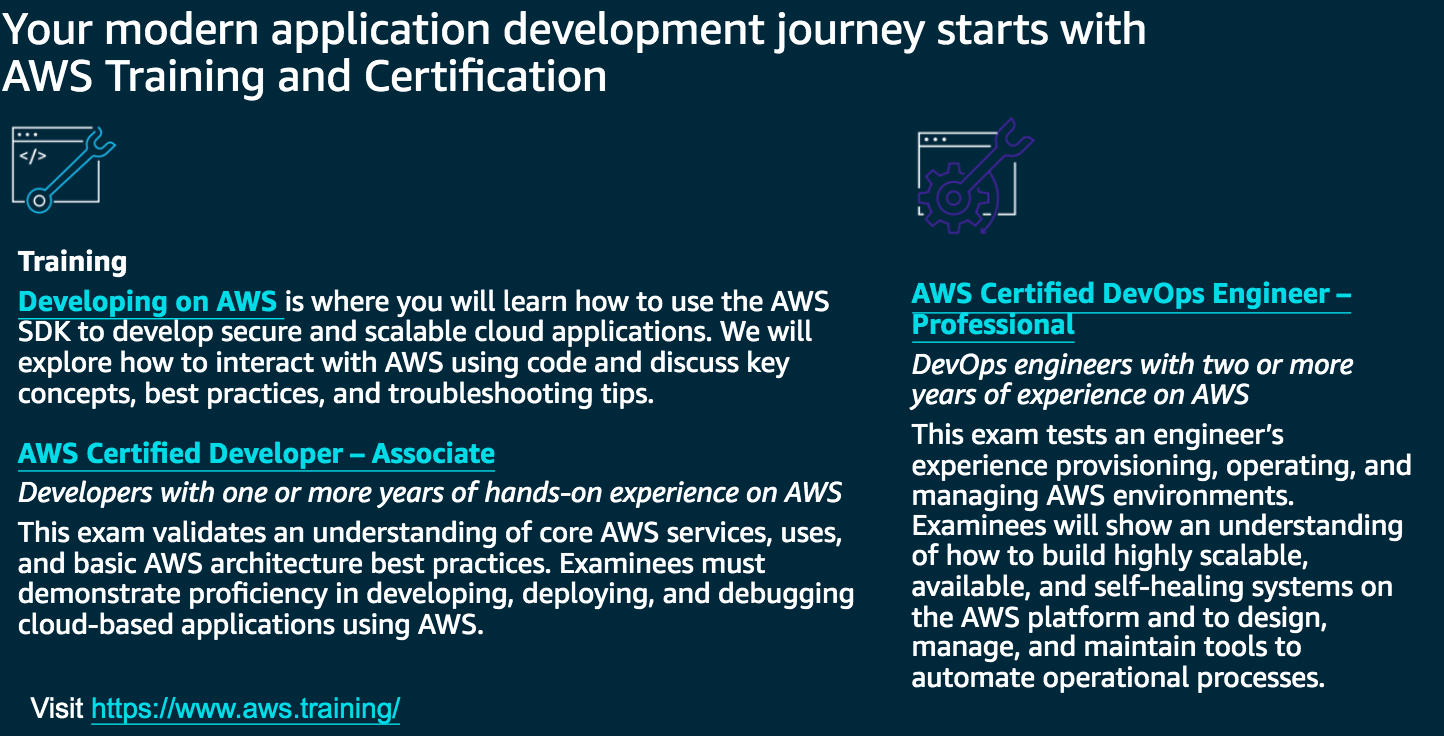 Your modern application development journey starts with
AWS Training and Certification
</>
Training
Developing on AWS is where you will learn how to use the AWS
SDK to develop secure and scalable cloud applications. We will
explore how to interact with AWS using code and discuss key
concepts, best practices, and troubleshooting tips.
AWS Certified Developer – Associate
Developers with one or more years of hands-on experience on AWS
This exam validates an understanding of core AWS services, uses,
and basic AWS architecture best practices. Examinees must
demonstrate proficiency in developing, deploying, and debugging
cloud-based applications using AWS.
Visit https://www.aws.training/
AWS Certified DevOps Engineer –
Professional
DevOps engineers with two or more
years of experience on AWS
This exam tests an engineer’s
experience provisioning, operating, and
managing AWS environments.
Examinees will show an understanding
of how to build highly scalable,
available, and self-healing systems on
the AWS platform and to design,
manage, and maintain tools to
automate operational processes.